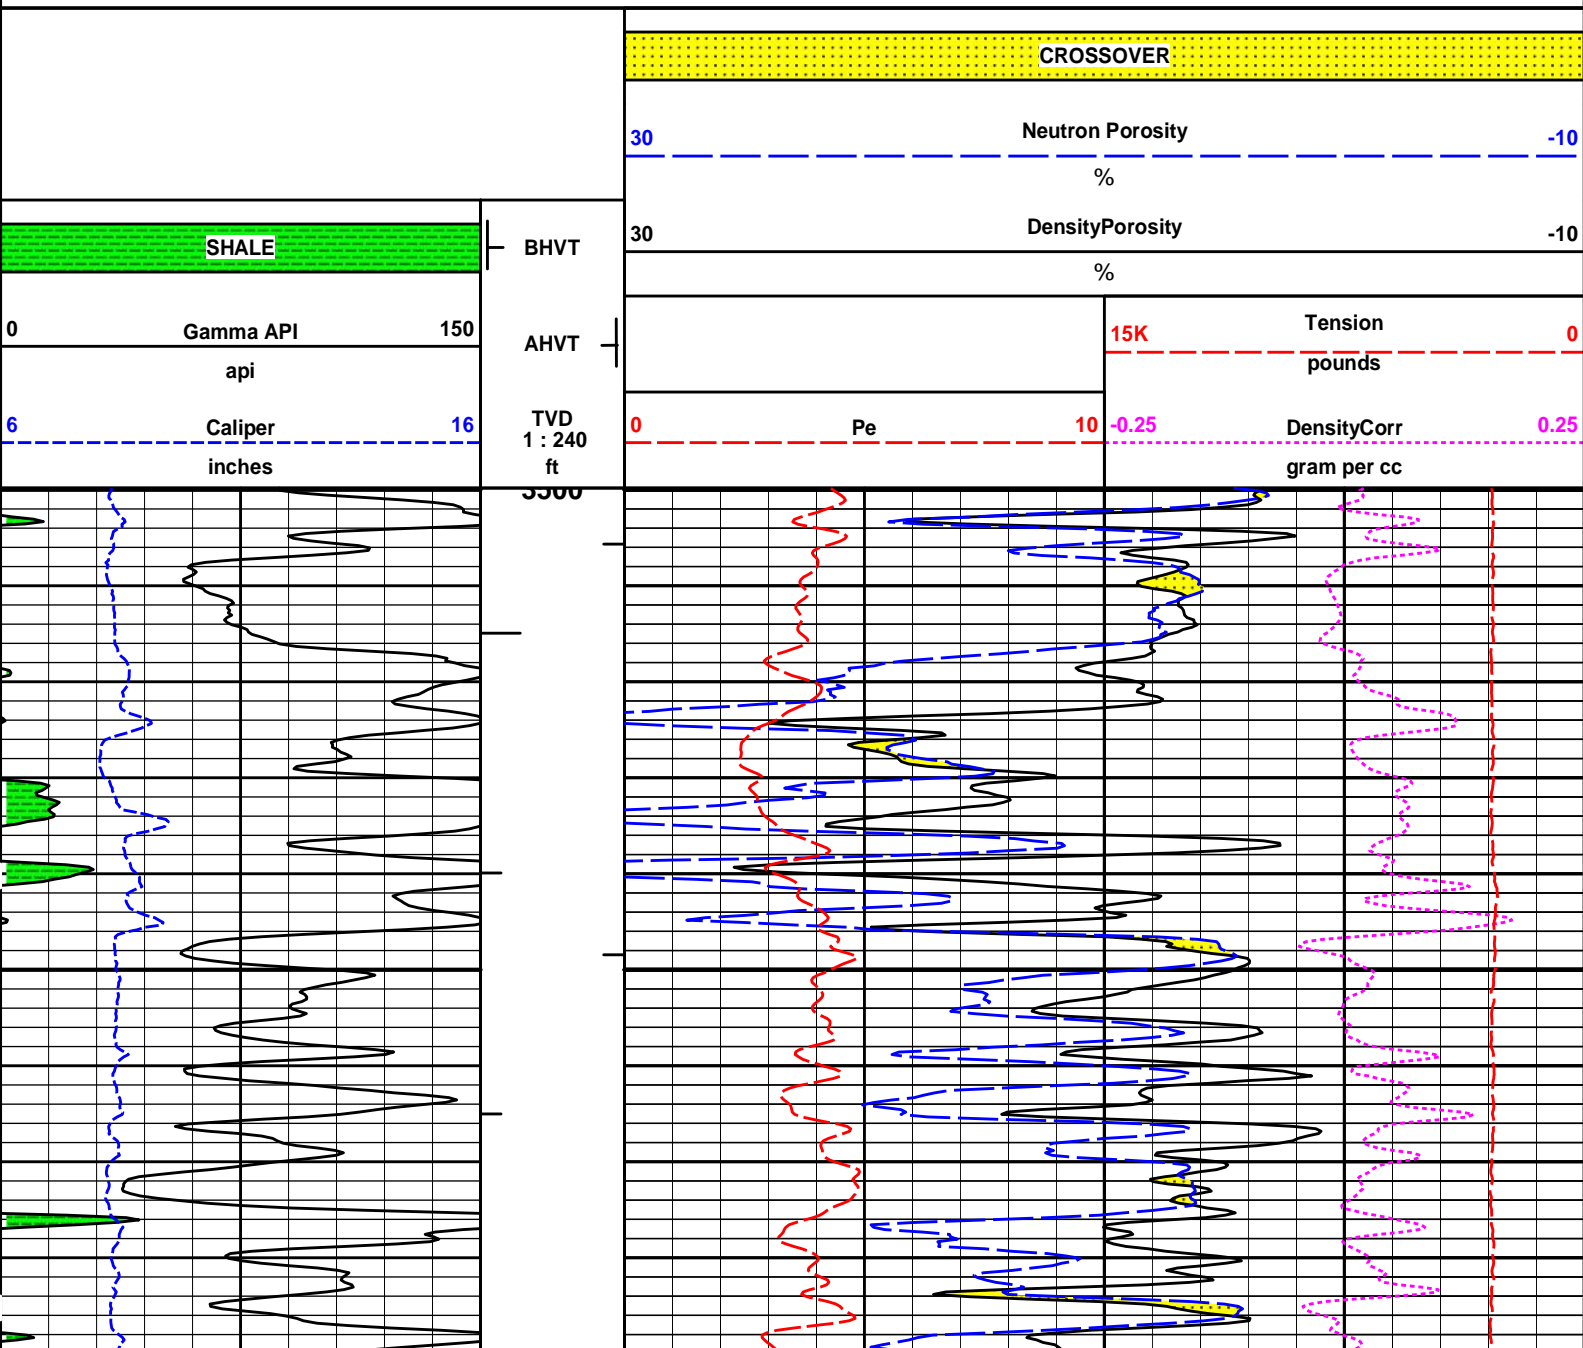 CROSSOVER
30 Neutron Porosity -10
%
30 DensityPorosity -10
%
SHALE
BHVT
0 Gamma API 150
api
AHVT
15K Tension 0
pounds
6 Caliper 16
inches
TVD
1 : 240
ft
0 Pe 10
-0.25 DensityCorr 0.25
gram per cc
3500